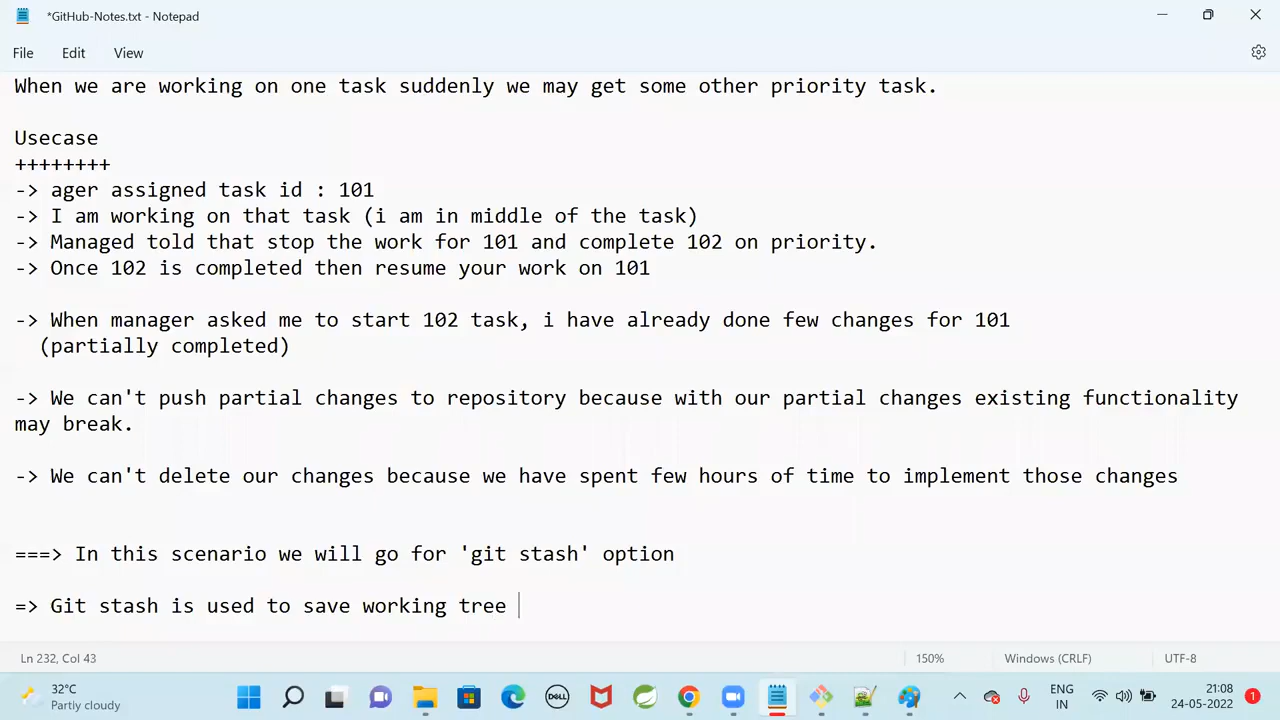 *GitHub-Notes.txt - Notepad
File Edit View
When we are working on one task suddenly we may get some other priority task.
Usecase
++++++++
-> ager assigned task id : 101
-> I am working on that task (i am in middle of the task)
-> Managed told that stop the work for 101 and complete 102 on priority.
-> Once 102 is completed then resume your work on 101
-> When manager asked me to start 102 task, i have already done few changes for 101
(partially completed)
-> We can't push partial changes to repository because with our partial changes existing functionality
may break.
-> We can't delete our changes because we have spent few hours of time to implement those changes
===> In this scenario we will go for 'git stash' option
=> Git stash is used to save working tree
Ln 232, Col 43 150% Windows (CRLF) UTF-8
32°C
Partly cloudy
DELL
ENG
IN
21:08
24-05-2022
1